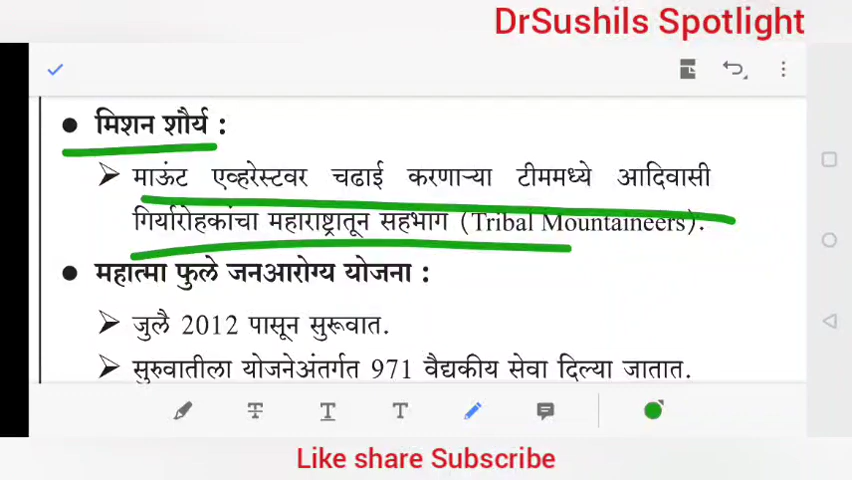 DrSushils Spotlight
● मिशन शौर्य :
➢ माऊंट एव्हरेस्टवर चढाई करणाऱ्या टीममध्ये आदिवासी
गिर्यारोहकांचा महाराष्ट्रातून सहभाग (Tribal Mountaineers).
● महात्मा फुले जनआरोग्य योजना :
➢ जुलै 2012 पासून सुरूवात.
➢ सुरुवातीला योजनेअंतर्गत 971 वैद्यकीय सेवा दिल्या जातात.
T T T
Like share Subscribe